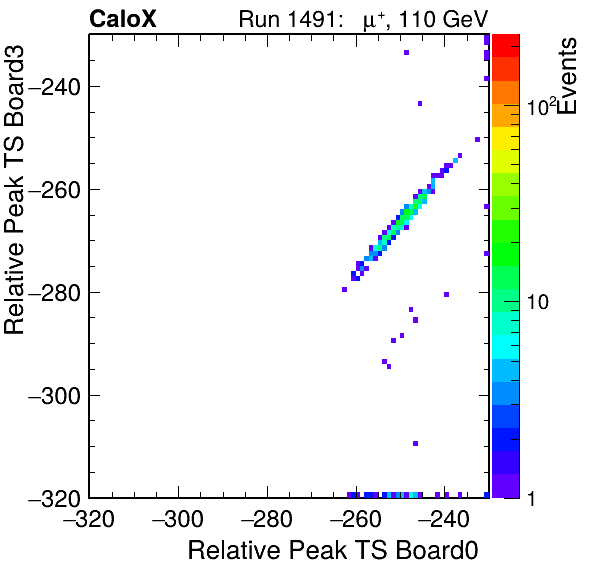 CaloX Run 1491: μ⁺, 110 GeV
Relative Peak TS Board3
−240
−260
−280
−300
−320
−320 −300 −280 −260 −240
Relative Peak TS Board0
Events
10²
10
1